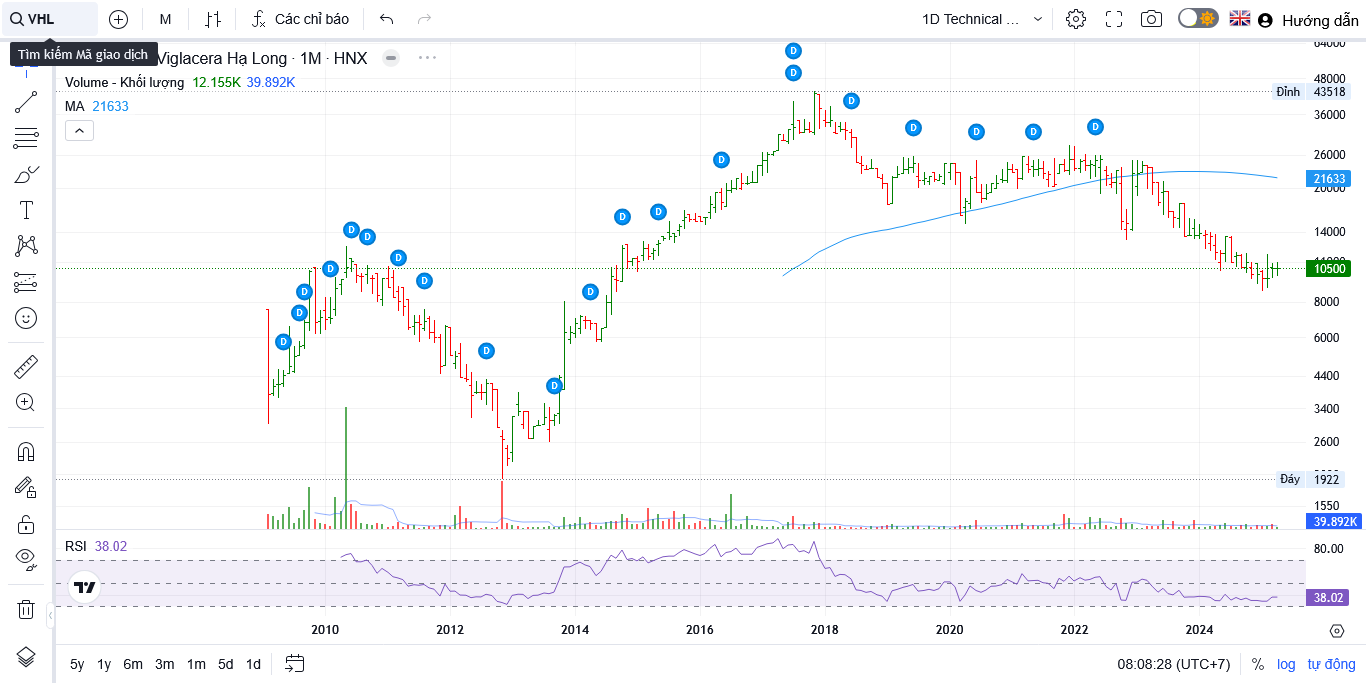 VHL
M
Các chỉ báo
1D Technical ...
Hướng dẫn
Tìm kiếm Mã giao dịch
Viglacera Hạ Long · 1M · HNX
Volume - Khối lượng 12.155K 39.892K
MA 21633
64000
48000
Đỉnh 43518
36000
26000
21633
20000
14000
10500
8000
6000
4400
3400
2600
Đáy 1922
1550
39.892K
D D D D D D D D D D D D D D D D D D D D D D
RSI 38.02
80.00
38.02
2010 2012 2014 2016 2018 2020 2022 2024
5y 1y 6m 3m 1m 5d 1d
08:08:28 (UTC+7) % log tự động